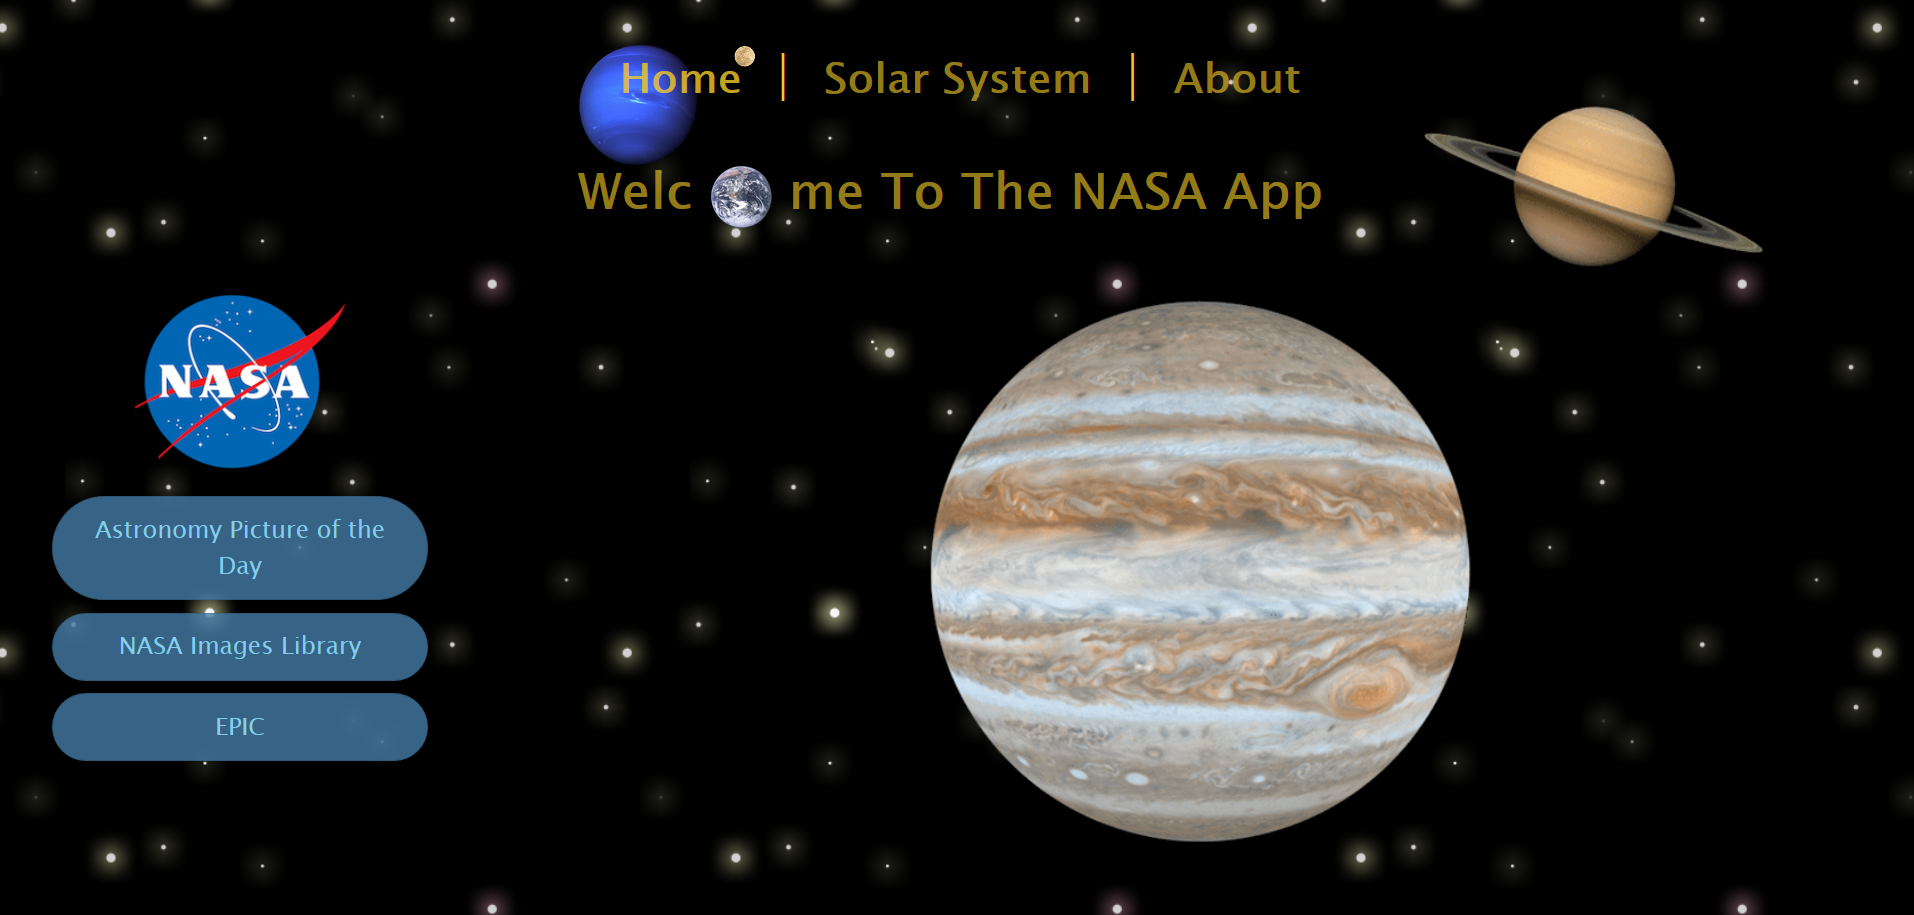 Home | Solar System | About
Welc me To The NASA App
NASA
Astronomy Picture of the
Day
NASA Images Library
EPIC